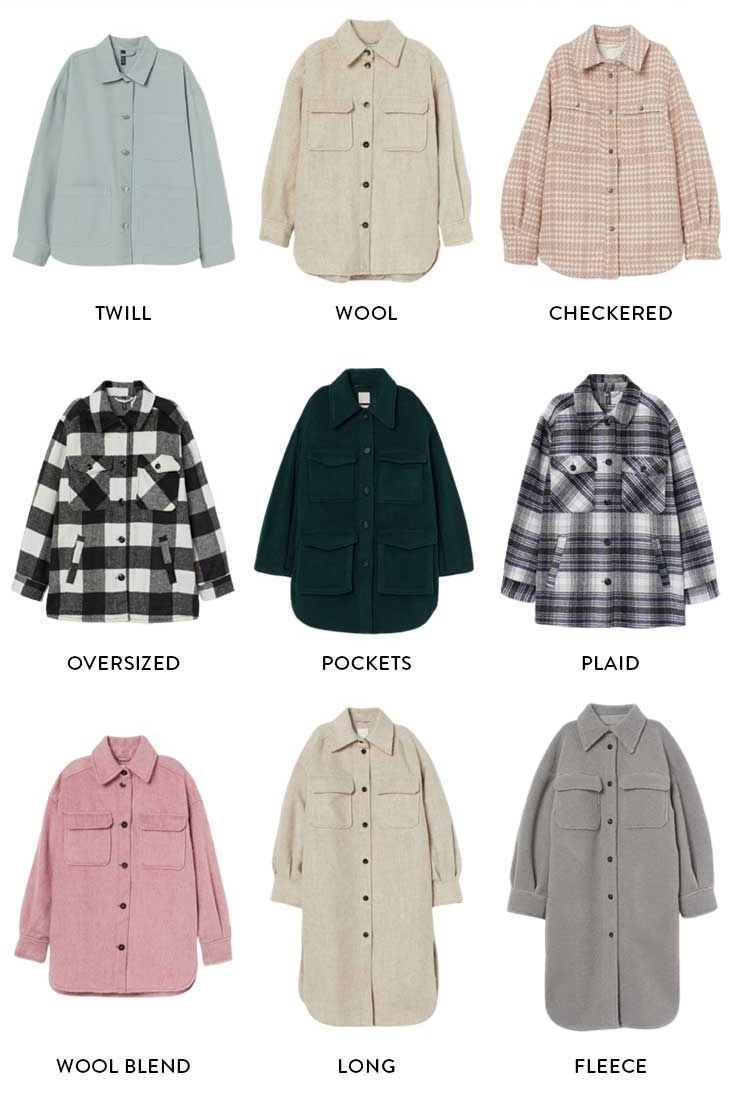 TWILL
WOOL
CHECKERED
OVERSIZED
POCKETS
PLAID
WOOL BLEND
LONG
FLEECE